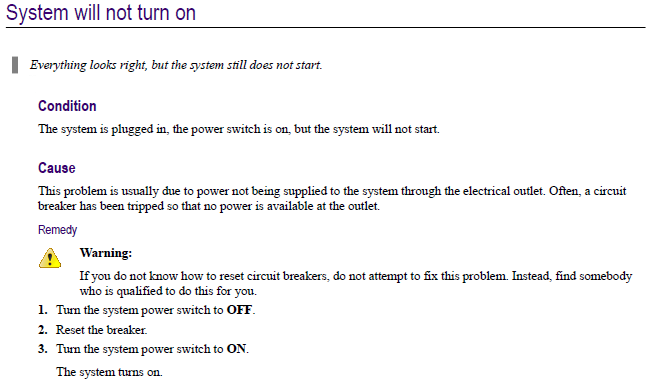 System will not turn on
Everything looks right, but the system still does not start.
Condition
The system is plugged in, the power switch is on, but the system will not start.
Cause
This problem is usually due to power not being supplied to the system through the electrical outlet. Often, a circuit
breaker has been tripped so that no power is available at the outlet.
Remedy
Warning:
If you do not know how to reset circuit breakers, do not attempt to fix this problem. Instead, find somebody
who is qualified to do this for you.
1. Turn the system power switch to OFF.
2. Reset the breaker.
3. Turn the system power switch to ON.
The system turns on.